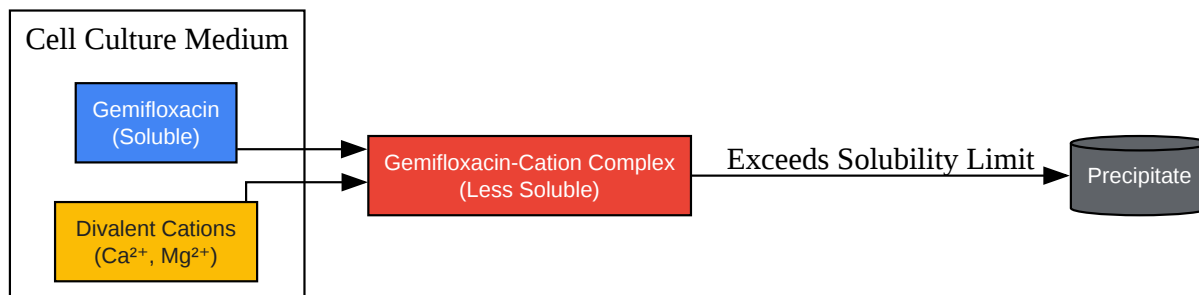 Cell Culture Medium
Gemifloxacin
(Soluble)
Divalent Cations
(Ca²⁺, Mg²⁺)
Gemifloxacin-Cation Complex
(Less Soluble)
Exceeds Solubility Limit
Precipitate